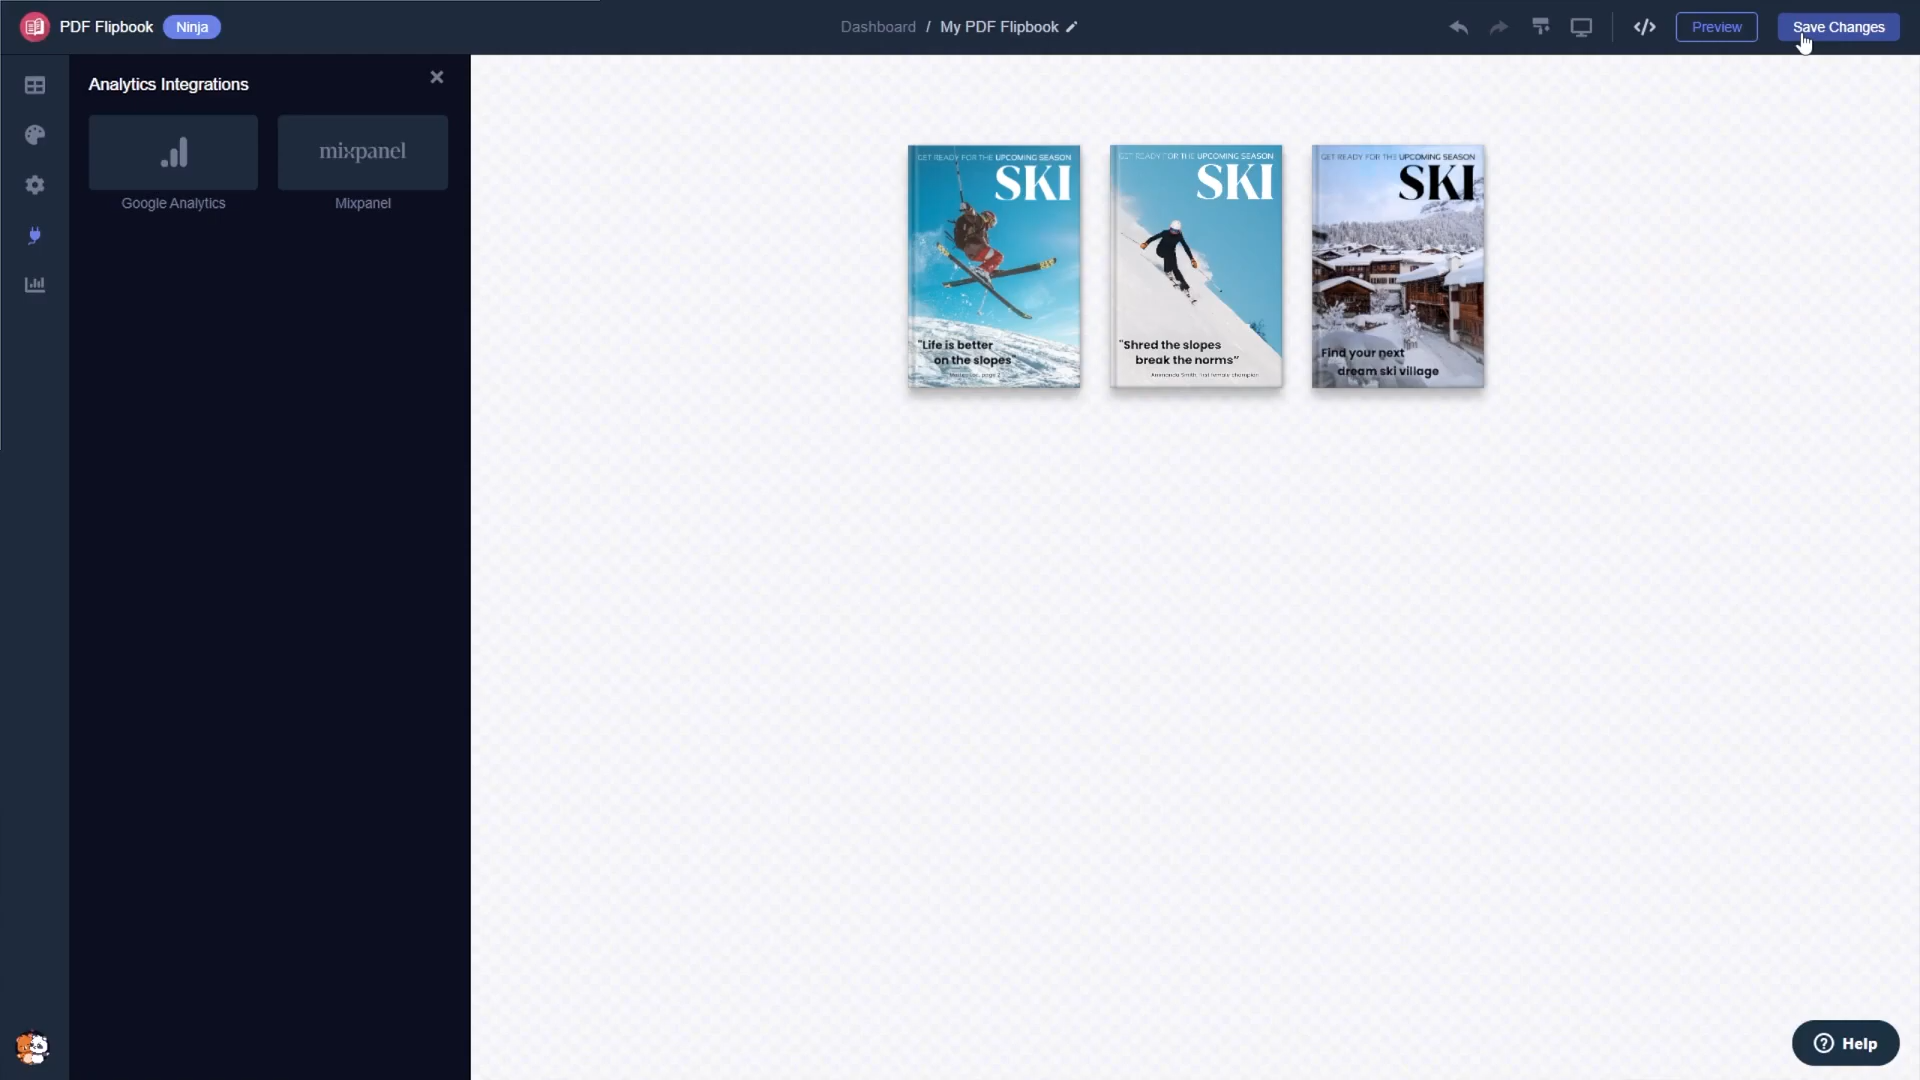 PDF Flipbook
Ninja
Dashboard / My PDF Flipbook
Preview
Save Changes
Analytics Integrations
mixpanel
Google Analytics
Mixpanel
GET READY FOR THE UPCOMING SEASON
SKI
"Life is better
on the slopes"
GET READY FOR THE UPCOMING SEASON
SKI
"Shred the slopes
break the norms"
GET READY FOR THE UPCOMING SEASON
SKI
Find your next
dream ski village
Help